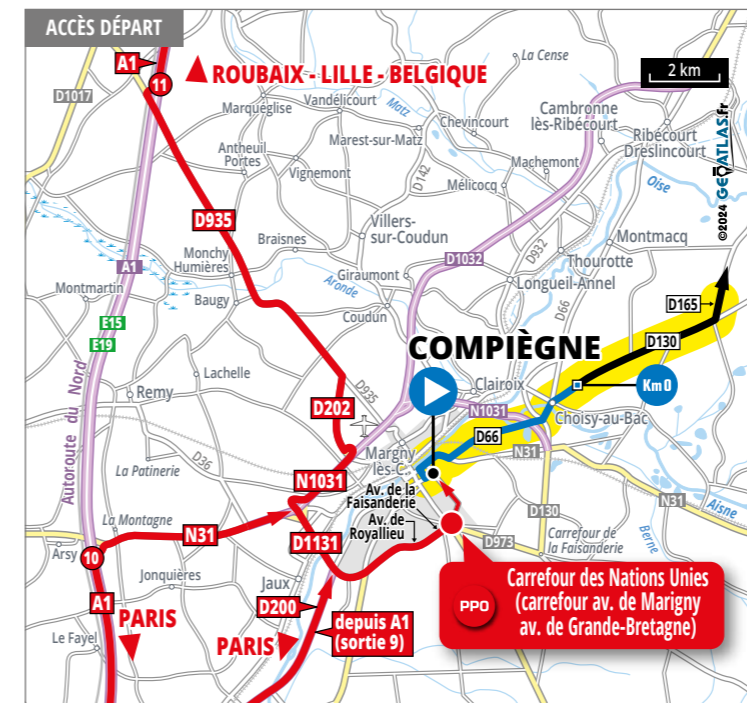 ACCÈS DÉPART
A1
11
ROUBAIX - LILLE - BELGIQUE
La Cense
2 km
D1017
Marquéglise
Vandélicourt
Matz
Chevincourt
Cambronne
lès-Ribécourt
Ribécourt
Dreslincourt
©2024 GEOATLAS.fr
Marest-sur-Matz
Antheuil
Portes
Vignemont
D142
Machemont
Mélicocq
Oise
D935
Villers-
sur-Coudun
Braisnes
D932
Montmacq
Monchy
Humières
A1
D1032
Thourotte
Giraumont
Longueil-Annel
Montmartin
Baugy
Aronde
Coudun
D66
D165
E15
E19
COMPIÈGNE
D130
Autoroute du Nord
Lachelle
D935
Clairoix
Km 0
Remy
D202
N1031
Choisy-au-Bac
D66
La Patinerie
D36
Margny
lès-C.
N31
N1031
Av. de la
Faisanderie
N31
Aisne
La Montagne
Av. de
Royallieu
D130
N31
D1131
D973
Berne
Carrefour de
la Faisanderie
Arsy
10
Jonquières
Jaux
Carrefour des Nations Unies
(carrefour av. de Marigny
av. de Grande-Bretagne)
PPO
A1
PARIS
D200
depuis A1
(sortie 9)
Le Fayel
PARIS